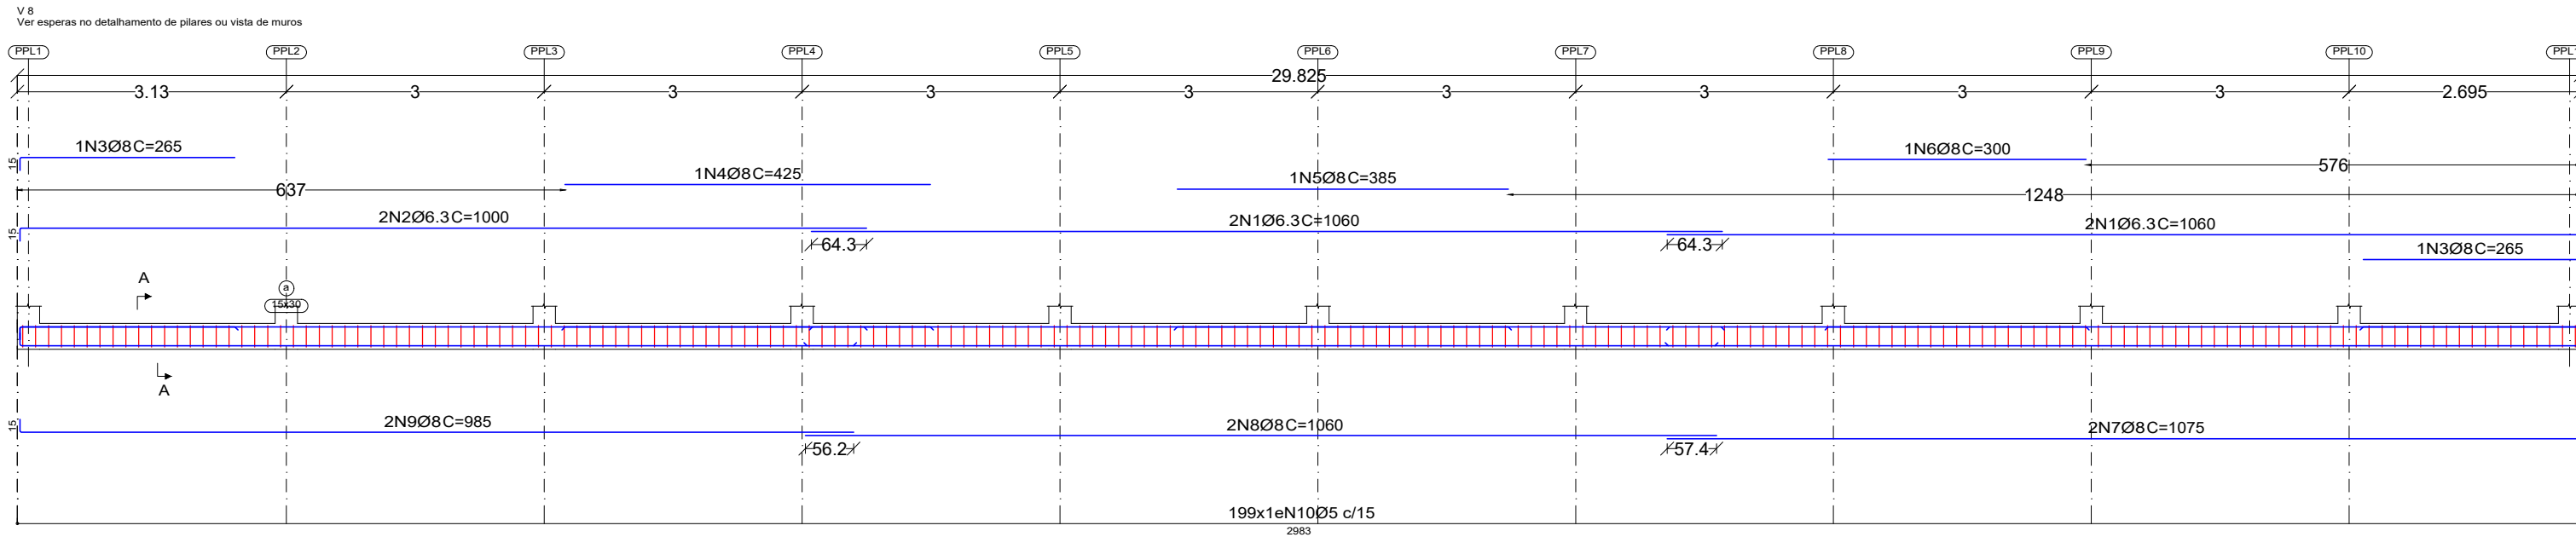 V 8
Ver esperas no detalhamento de pilares ou vista de muros
PPL1 PPL2 PPL3 PPL4 PPL5 PPL6 PPL7 PPL8 PPL9 PPL10
29.825
3.13 3 3 3 3 3 3 3 3 2.695
1N3Ø8C=265
15
1N6Ø8C=300
576
1N4Ø8C=425
637
1N5Ø8C=385
1248
2N2Ø6.3C=1000
15
2N1Ø6.3C=1060
2N1Ø6.3C=1060
64.3
64.3
1N3Ø8C=265
A
a
15x30
A
2N9Ø8C=985
15
2N8Ø8C=1060
2N7Ø8C=1075
56.2
57.4
199x1eN10Ø5 c/15
2983